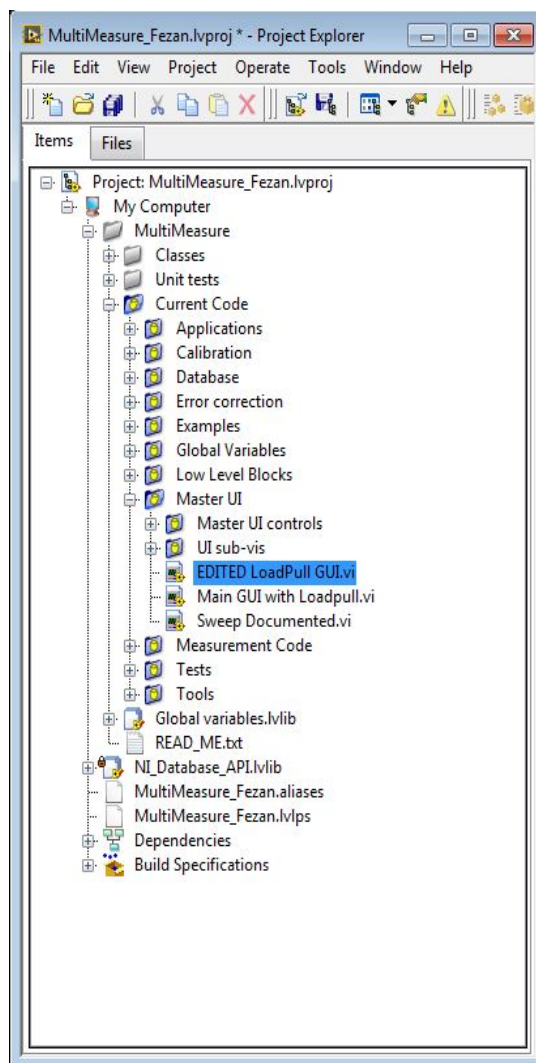 MultiMeasure_Fezan.lvproj * - Project Explorer
File Edit View Project Operate Tools Window Help
Items Files
Project: MultiMeasure_Fezan.lvproj
My Computer
MultiMeasure
Classes
Unit tests
Current Code
Applications
Calibration
Database
Error correction
Examples
Global Variables
Low Level Blocks
Master UI
Master UI controls
UI sub-vis
EDITED LoadPull GUI.vi
Main GUI with Loadpull.vi
Sweep Documented.vi
Measurement Code
Tests
Tools
Global variables.lvlib
READ_ME.txt
NI_Database_API.lvlib
MultiMeasure_Fezan.aliases
MultiMeasure_Fezan.lvlps
Dependencies
Build Specifications